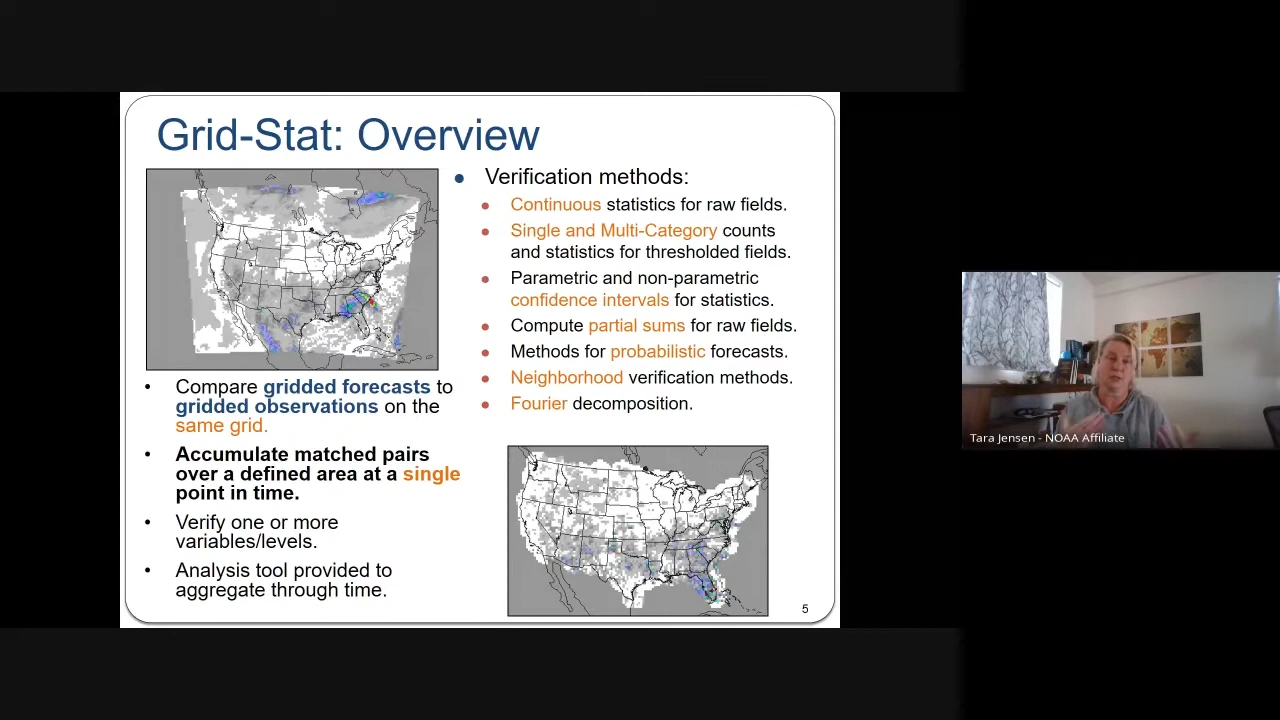 Grid-Stat: Overview
Compare gridded forecasts to
gridded observations on the
same grid.
Accumulate matched pairs
over a defined area at a single
point in time.
Verify one or more
variables/levels.
Analysis tool provided to
aggregate through time.
Verification methods:
Continuous statistics for raw fields.
Single and Multi-Category counts
and statistics for thresholded fields.
Parametric and non-parametric
confidence intervals for statistics.
Compute partial sums for raw fields.
Methods for probabilistic forecasts.
Neighborhood verification methods.
Fourier decomposition.
5
Tara Jensen - NOAA Affiliate